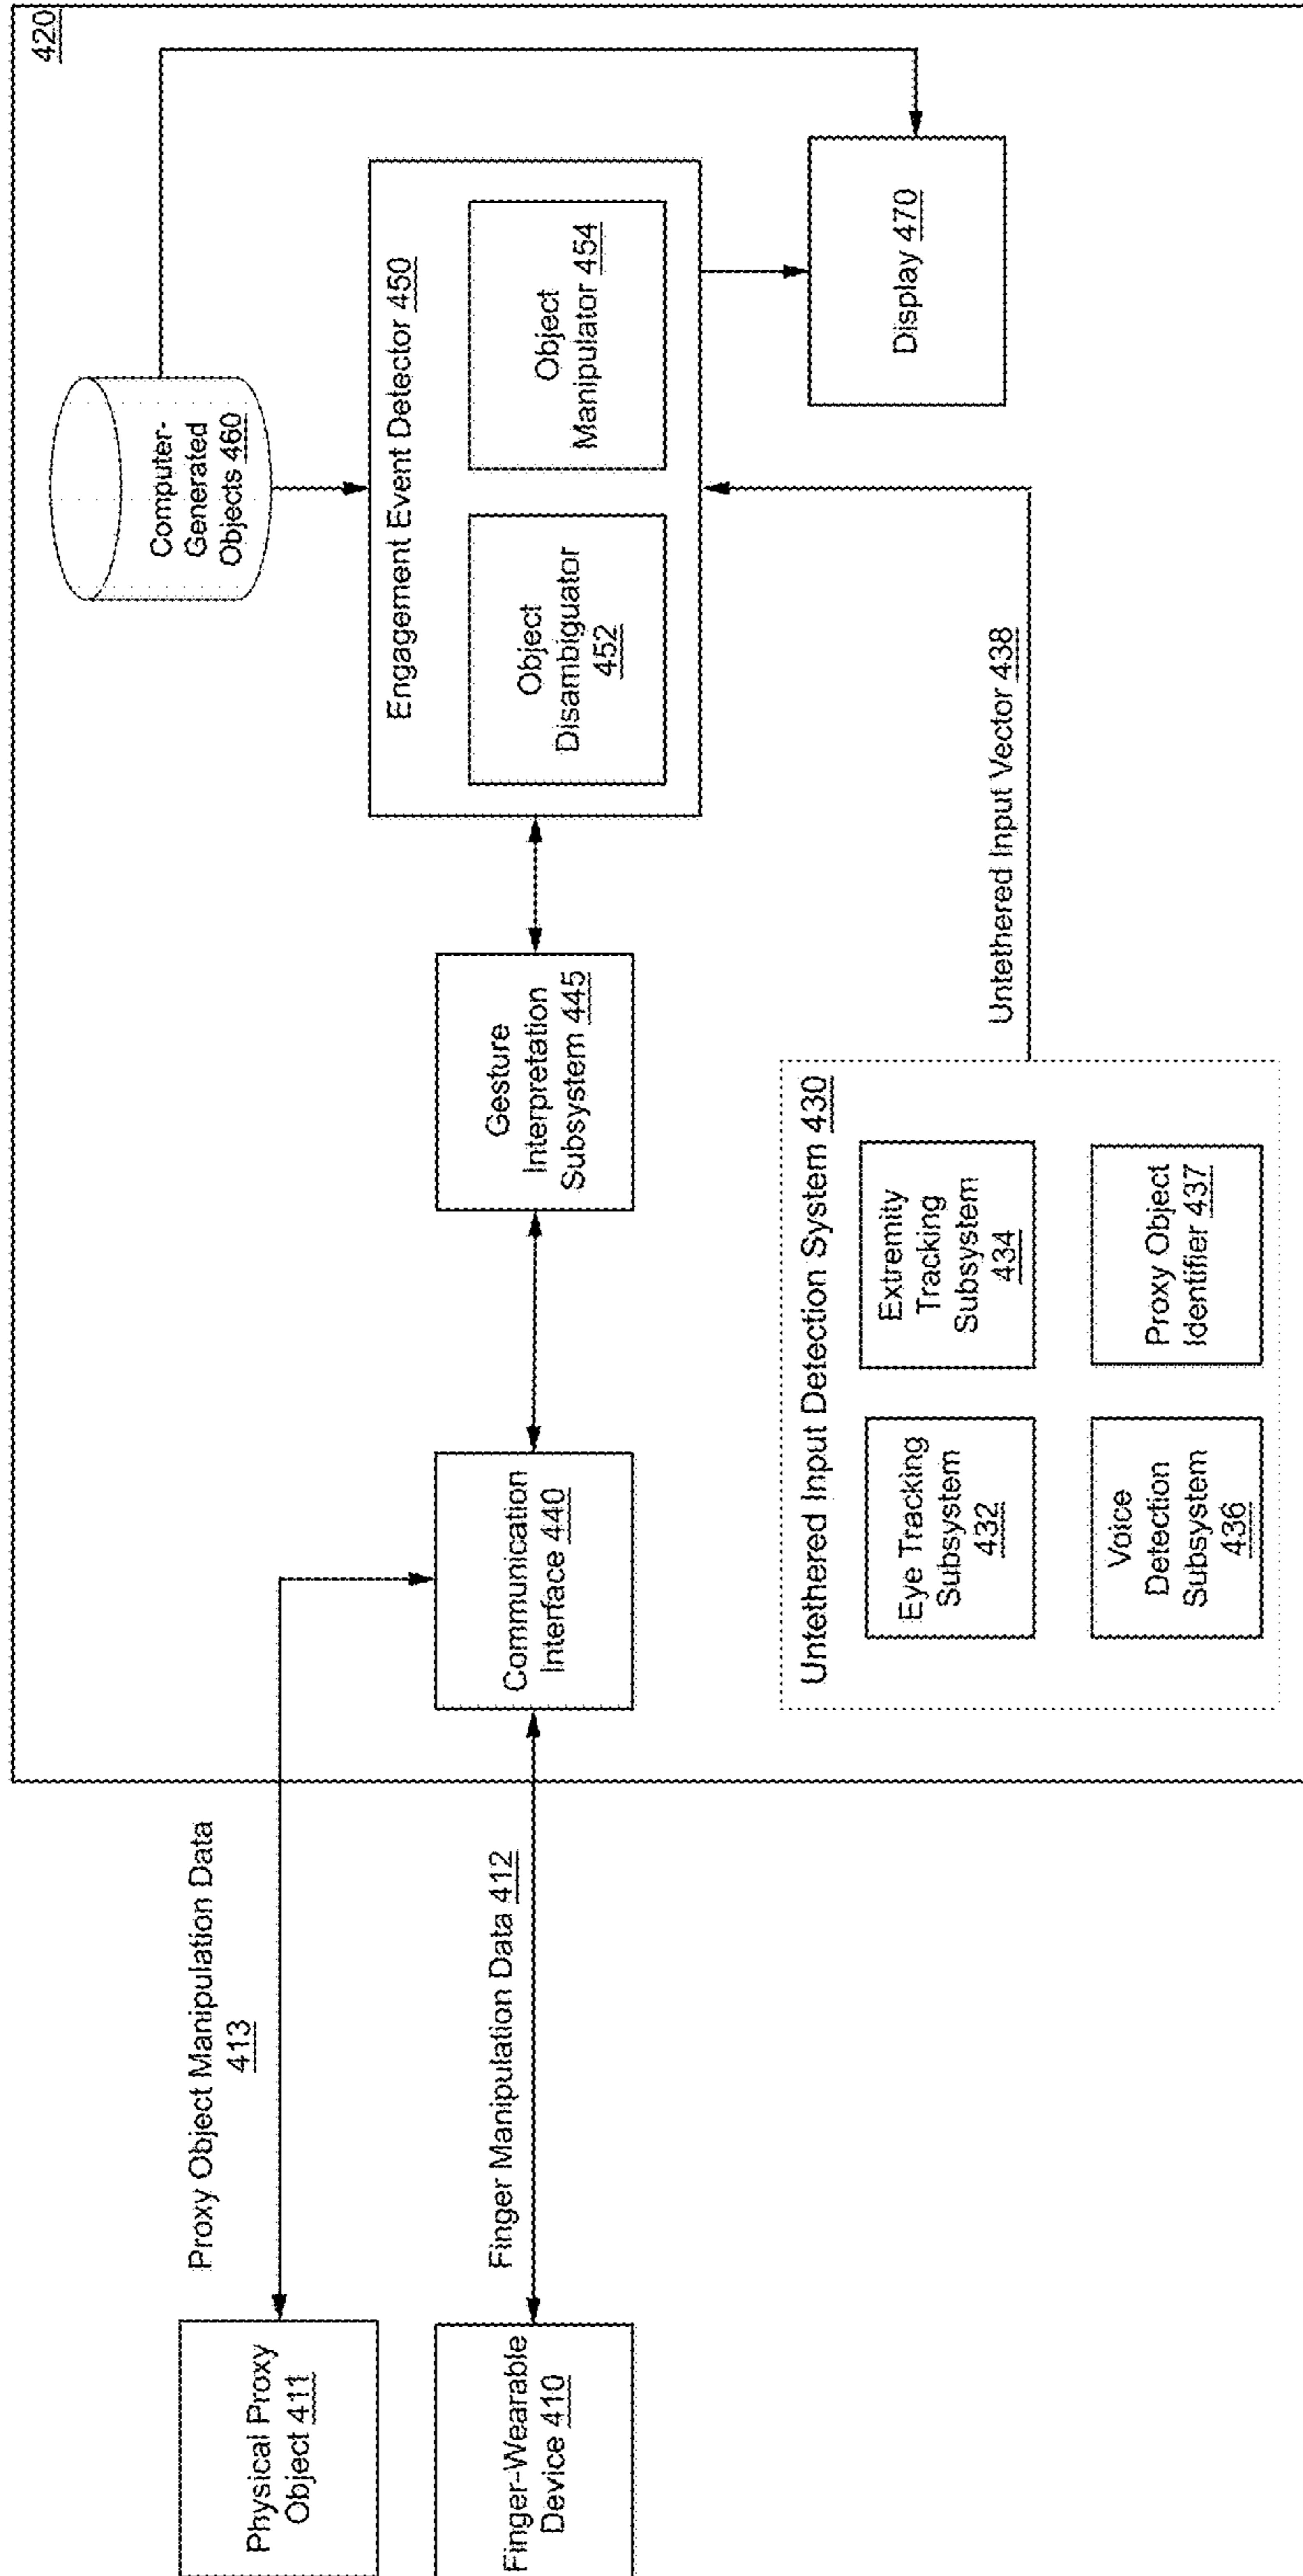 420
Physical Proxy
Object 411
Proxy Object Manipulation Data
413
Finger-Wearable
Device 410
Finger Manipulation Data 412
Communication
Interface 440
Gesture
Interpretation
Subsystem 445
Computer-
Generated
Objects 460
Engagement Event Detector 450
Object
Disambiguator
452
Object
Manipulator 454
Display 470
Untethered Input Vector 438
Untethered Input Detection System 430
Eye Tracking
Subsystem
432
Extremity
Tracking
Subsystem
434
Voice
Detection
Subsystem
436
Proxy Object
Identifier 437